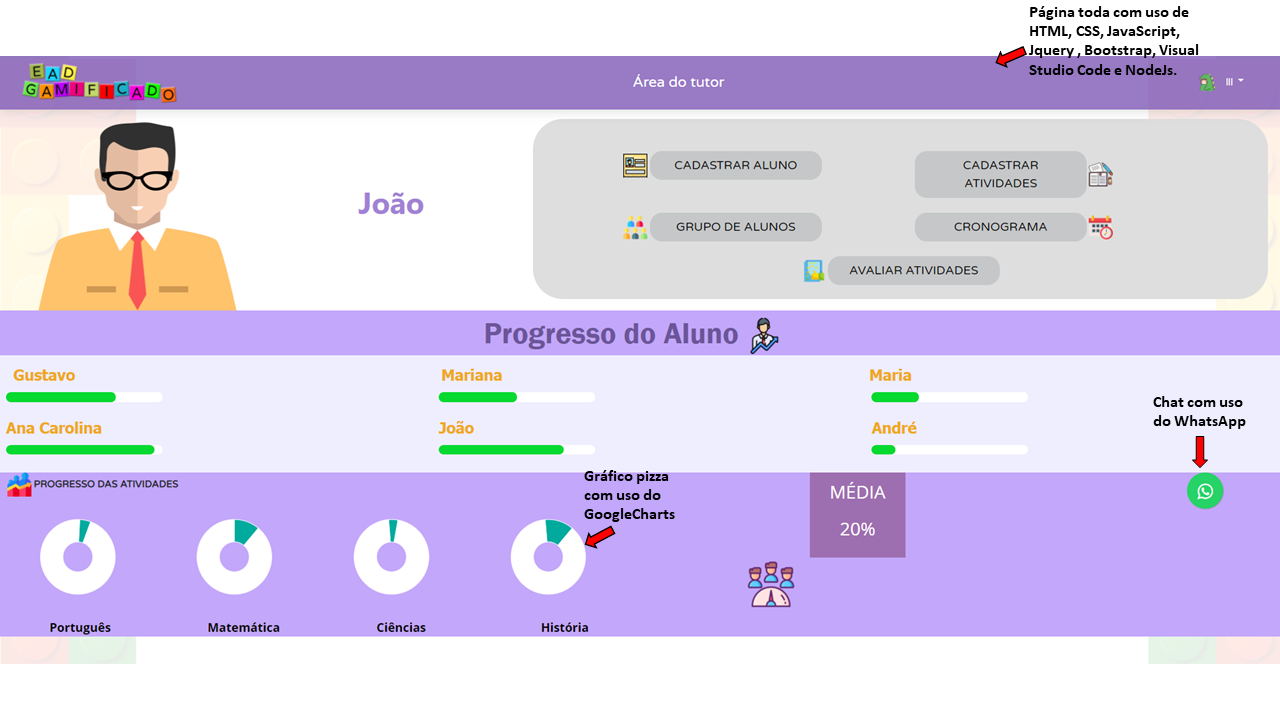 Página toda com uso de
HTML, CSS, JavaScript,
Jquery , Bootstrap, Visual
Studio Code e NodeJs.
EAD
GAMIFICADO
Área do tutor
João
CADASTRAR ALUNO
CADASTRAR
ATIVIDADES
GRUPO DE ALUNOS
CRONOGRAMA
AVALIAR ATIVIDADES
Progresso do Aluno
Gustavo
Mariana
Maria
Ana Carolina
João
André
Chat com uso
do WhatsApp
PROGRESSO DAS ATIVIDADES
Gráfico pizza
com uso do
GoogleCharts
MÉDIA
20%
Português
Matemática
Ciências
História